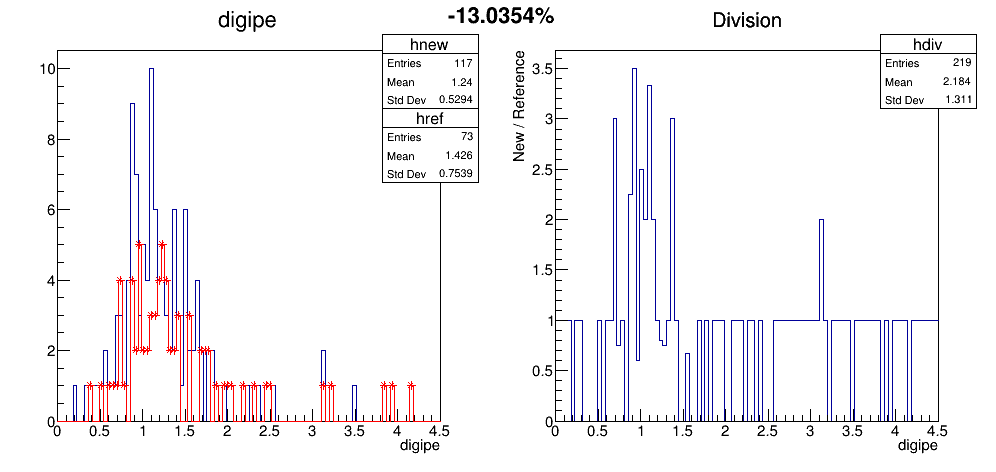 -13.0354%
digipe
hnew
Entries 117
Mean 1.24
Std Dev 0.5294
href
Entries 73
Mean 1.426
Std Dev 0.7539
10
8
6
4
2
0
0 0.5 1 1.5 2 2.5 3 3.5 4 4.5
digipe
Division
hdiv
Entries 219
Mean 2.184
Std Dev 1.311
New / Reference
3.5
3
2.5
2
1.5
1
0.5
0
0 0.5 1 1.5 2 2.5 3 3.5 4 4.5
digipe